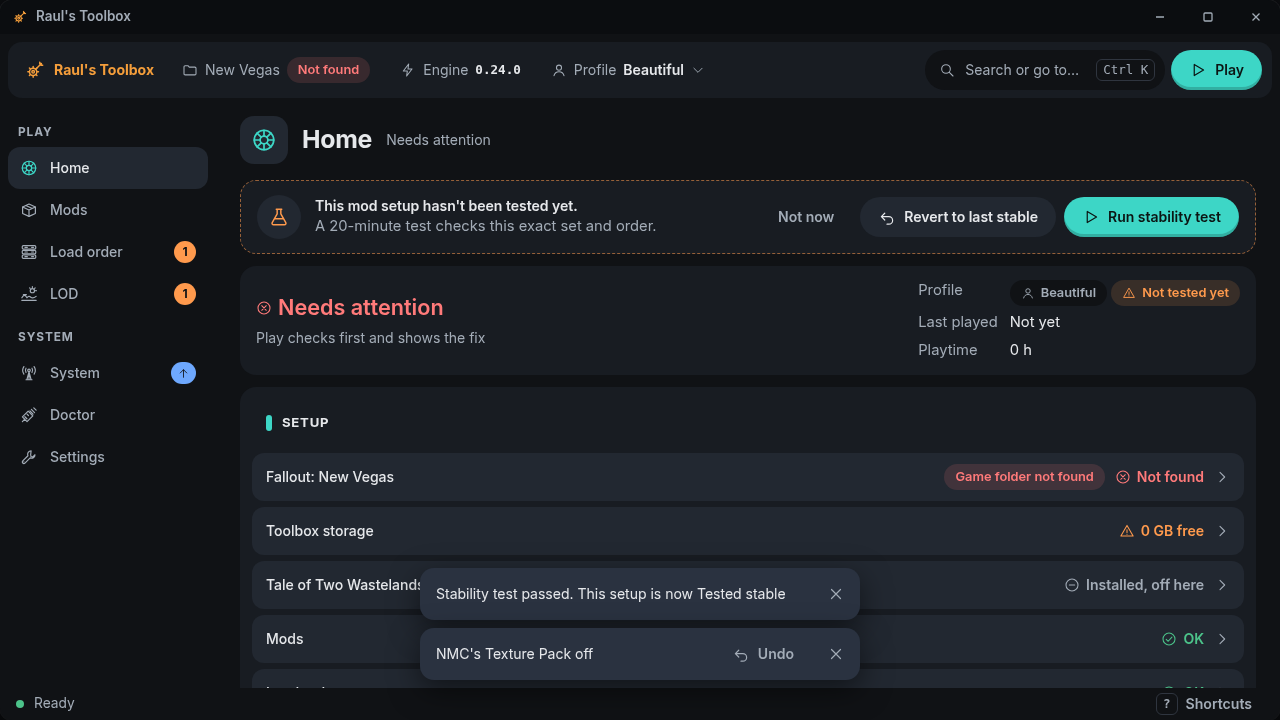 Raul's Toolbox
Raul's Toolbox
New Vegas Not found
Engine 0.24.0
Profile Beautiful
Search or go to... Ctrl K
Play
PLAY
Home
Mods
Load order 1
LOD 1
SYSTEM
System
Doctor
Settings
Home Needs attention
This mod setup hasn't been tested yet.
A 20-minute test checks this exact set and order.
Not now
Revert to last stable
Run stability test
Needs attention
Play checks first and shows the fix
Profile Beautiful Not tested yet
Last played Not yet
Playtime 0 h
SETUP
Fallout: New Vegas Game folder not found Not found
Toolbox storage 0 GB free
Tale of Two Wastelands Installed, off here
Mods OK
Stability test passed. This setup is now Tested stable
NMC's Texture Pack off Undo
Ready
? Shortcuts